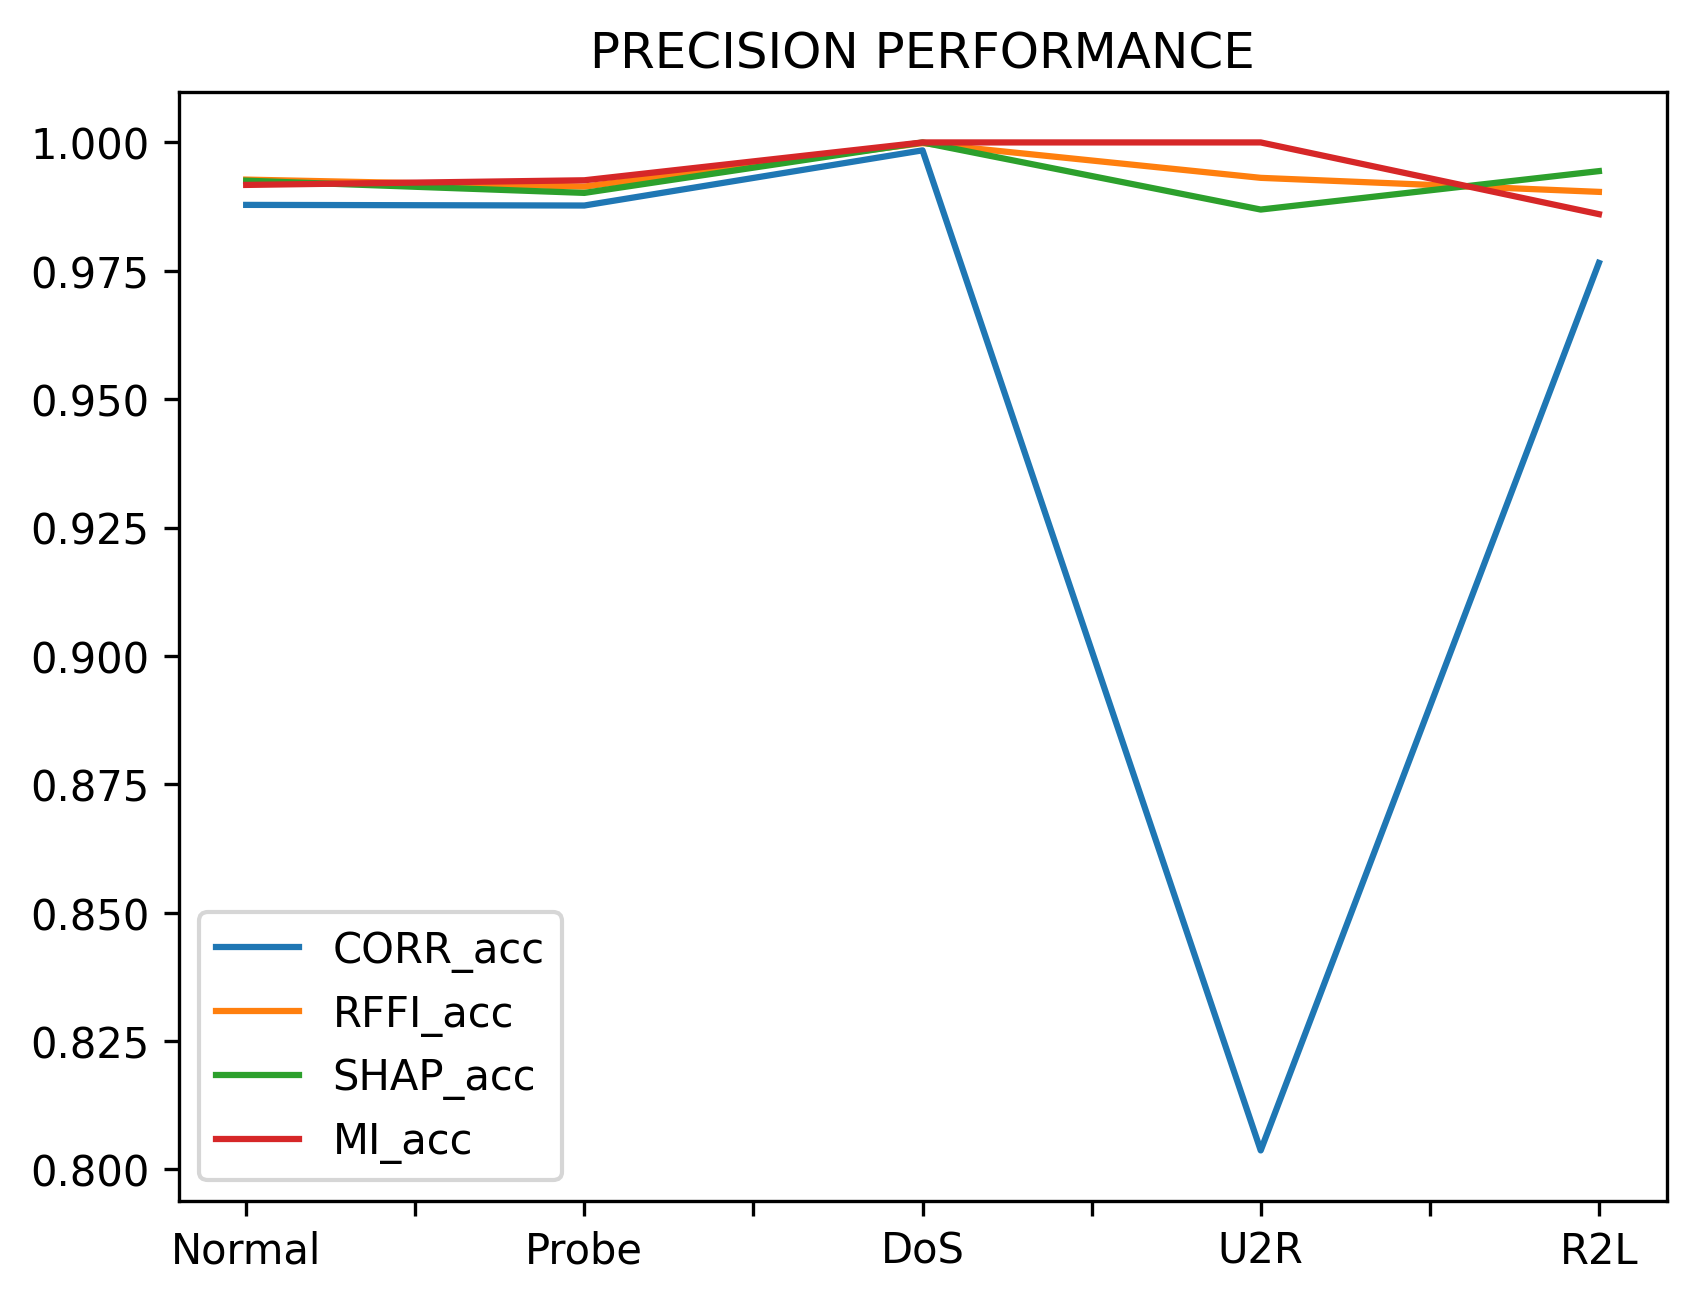 PRECISION PERFORMANCE
1.000
0.975
0.950
0.925
0.900
0.875
0.850
0.825
0.800
CORR_acc
RFFI_acc
SHAP_acc
MI_acc
Normal Probe DoS U2R R2L